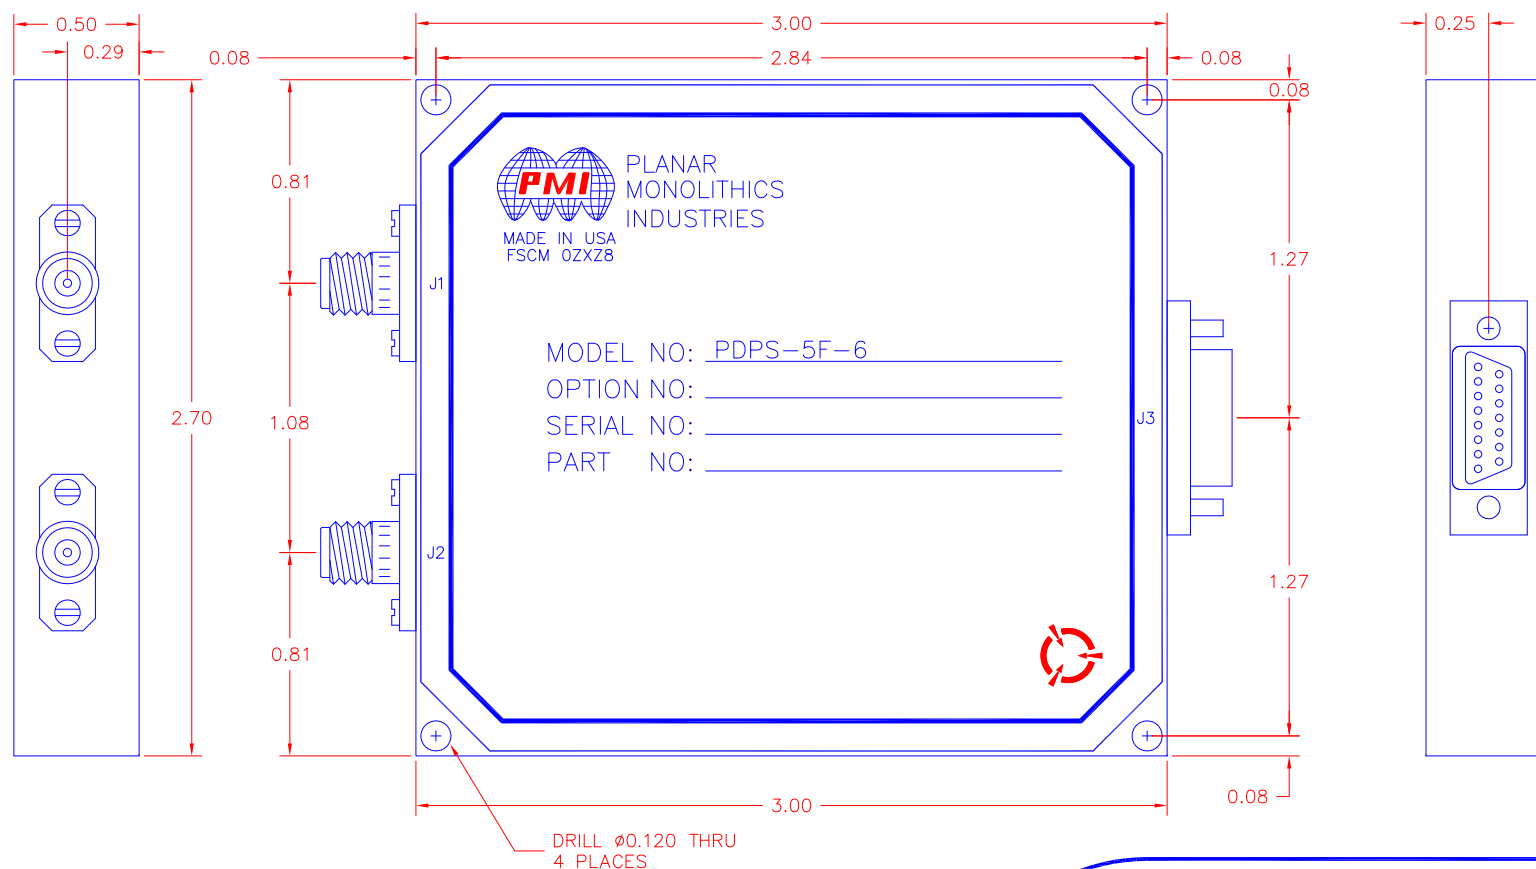 0.50
0.29
3.00
0.08
2.84
0.08
0.25
0.08
PMI
PLANAR
MONOLITHICS
INDUSTRIES
MADE IN USA
FSCM 0ZXZ8
0.81
1.27
J1
MODEL NO: PDPS-5F-6
OPTION NO:
SERIAL NO:
PART NO:
2.70
1.08
J3
J2
1.27
0.81
3.00
0.08
DRILL ø0.120 THRU
4 PLACES